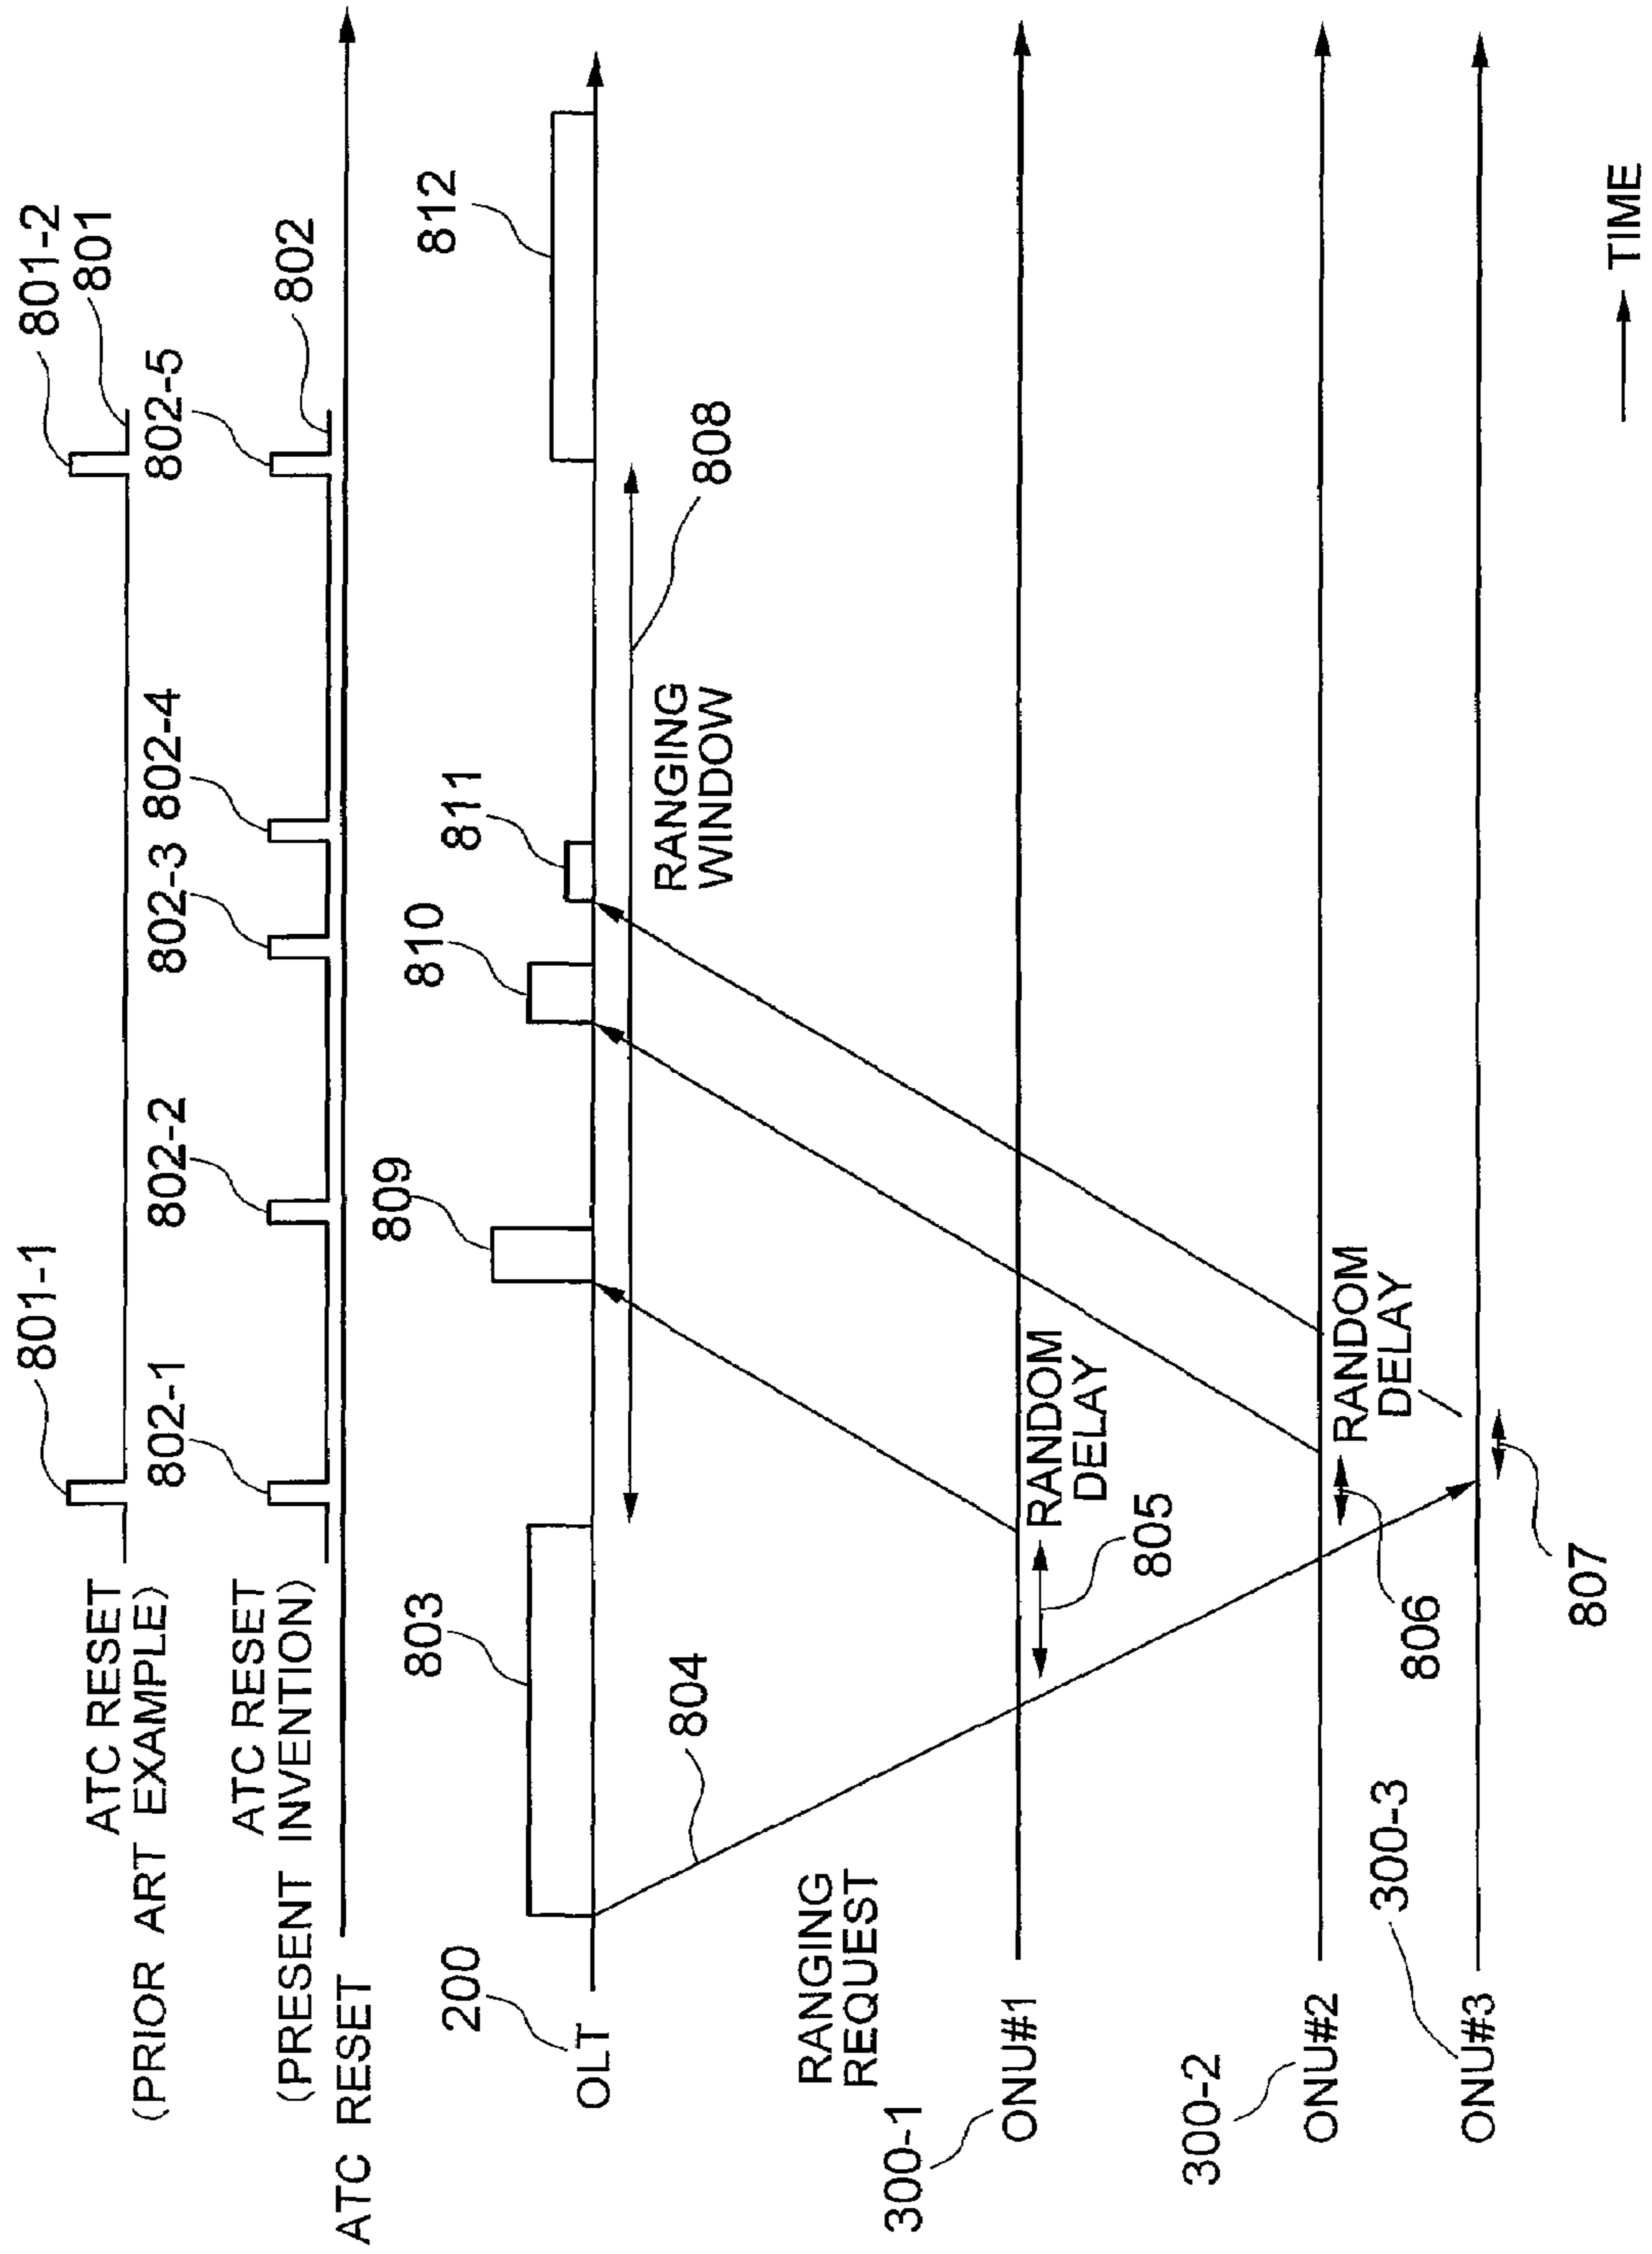 801-1
801-2
801
ATC RESET
(PRIOR ART EXAMPLE)
802-1
802-2
802-3
802-4
802-5
802
ATC RESET
(PRESENT INVENTION)
ATC RESET
200
OLT
803
809
810
811
812
804
RANGING
WINDOW
808
RANGING
REQUEST
300-1
ONU#1
RANDOM
DELAY
805
300-2
ONU#2
806
RANDOM
DELAY
300-3
ONU#3
807
TIME